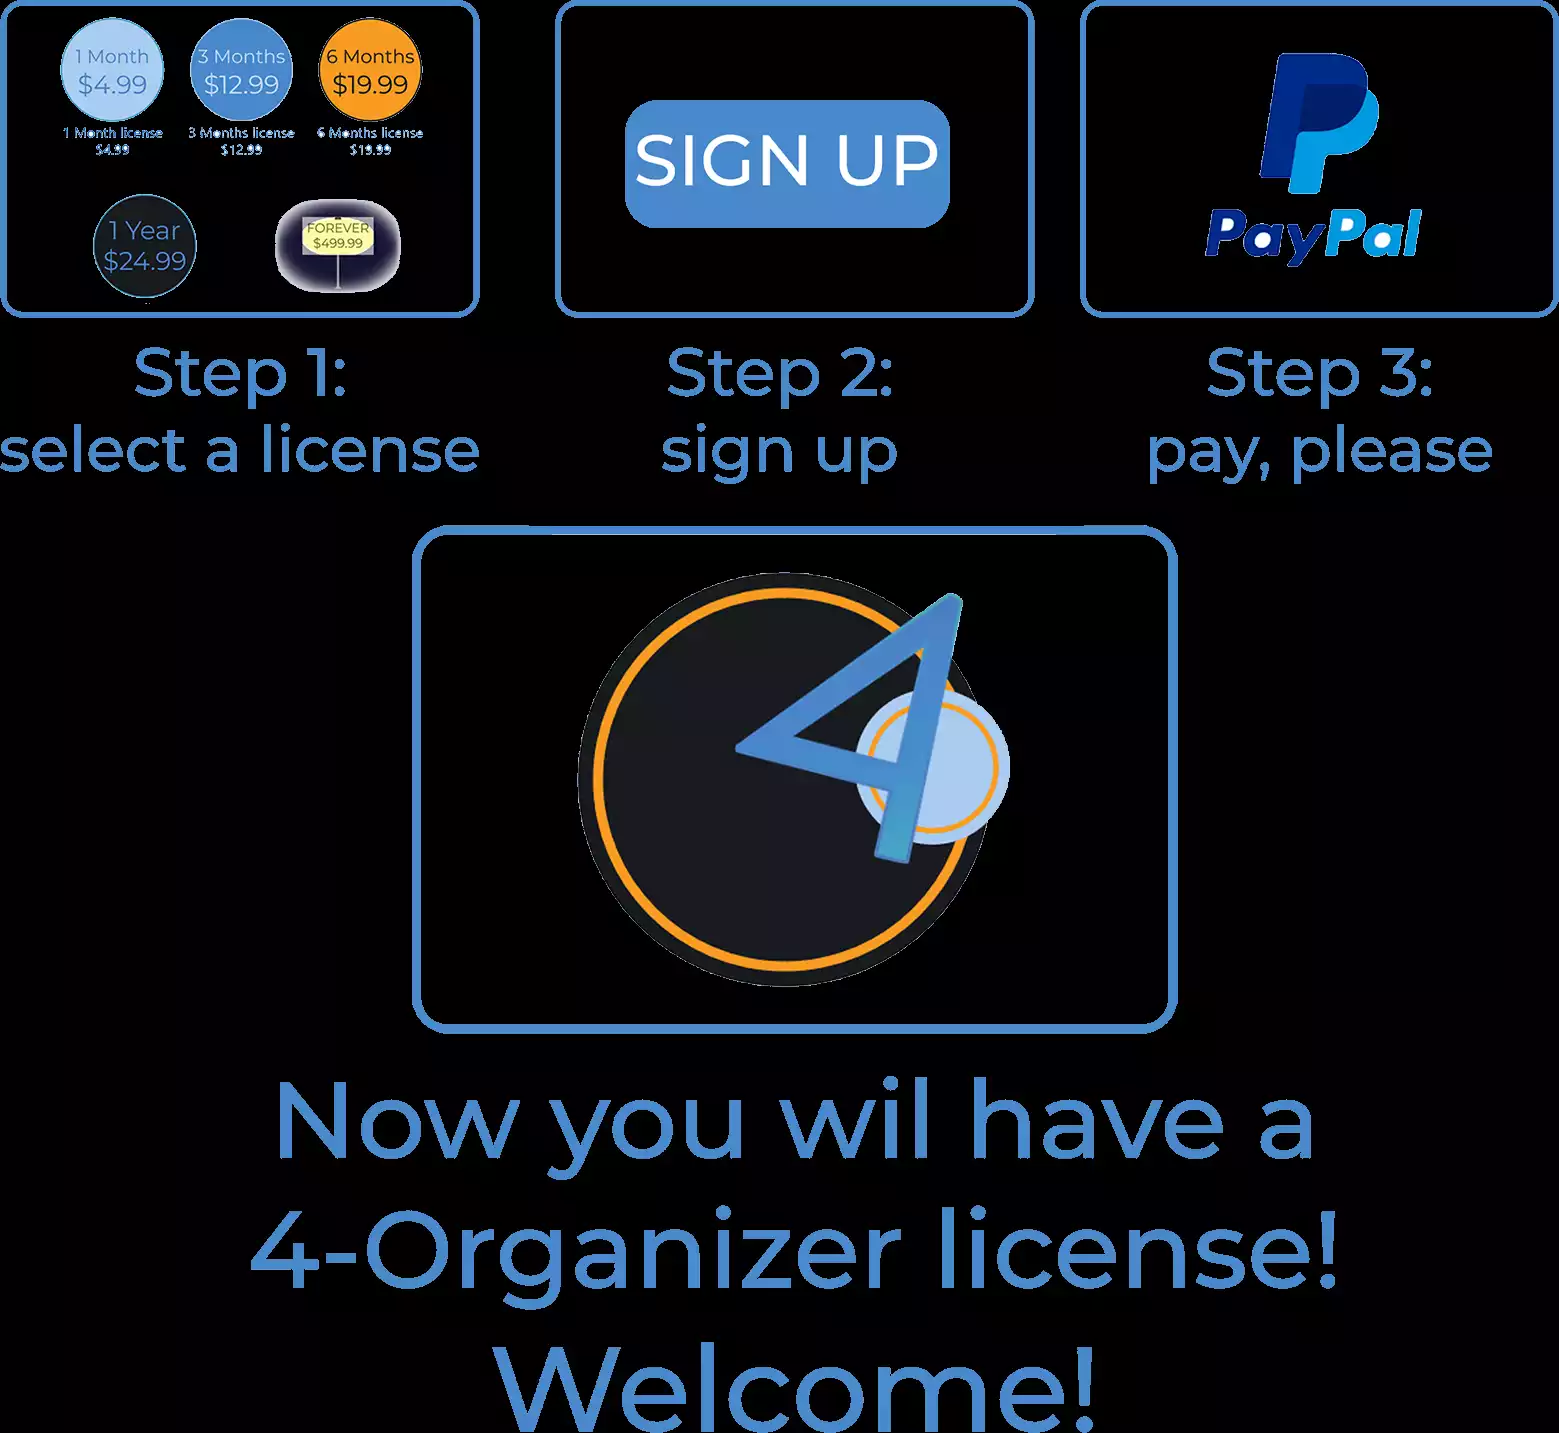 1 Month
$4.99
3 Months
$12.99
6 Months
$19.99
1 Month license
$4.99
3 Months license
$12.99
6 Months license
$19.99
1 Year
$24.99
FOREVER
$499.99
SIGN UP
PayPal
Step 1:
select a license
Step 2:
sign up
Step 3:
pay, please
4
Now you wil have a
4-Organizer license!
Welcome!